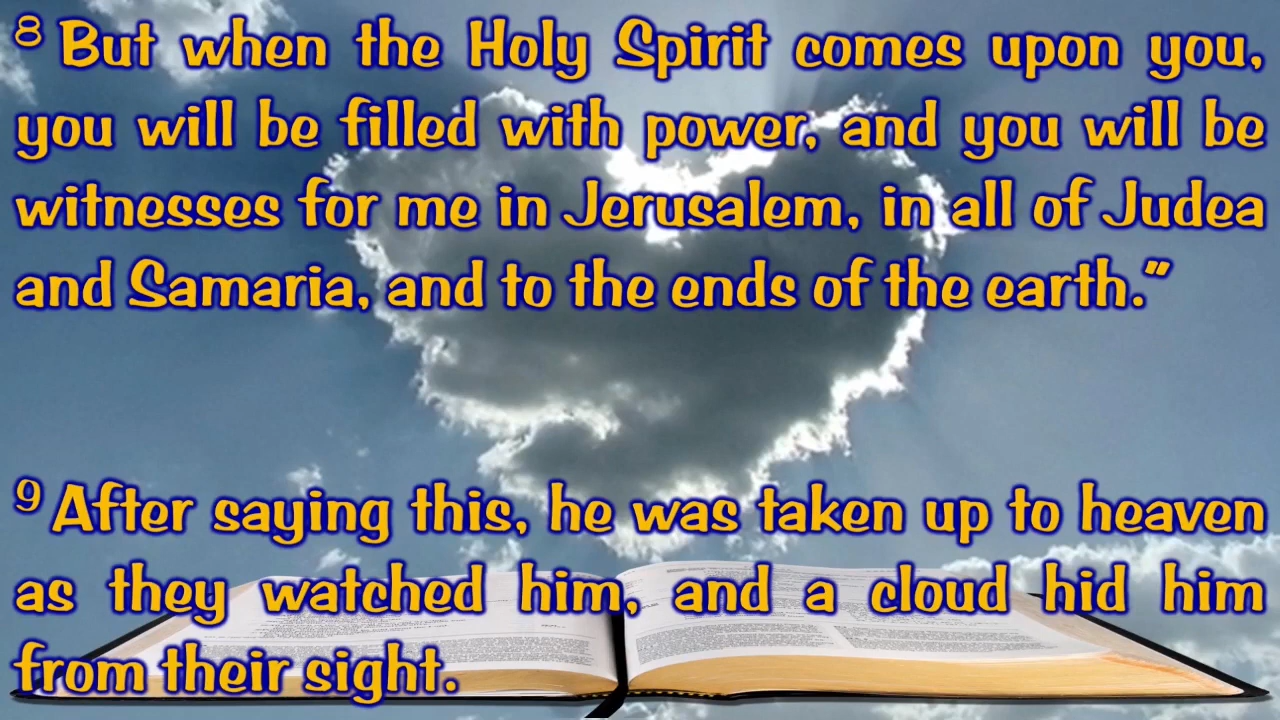 8 But when the Holy Spirit comes upon you,
you will be filled with power, and you will be
witnesses for me in Jerusalem, in all of Judea
and Samaria, and to the ends of the earth.”
9 After saying this, he was taken up to heaven
as they watched him, and a cloud hid him
from their sight.